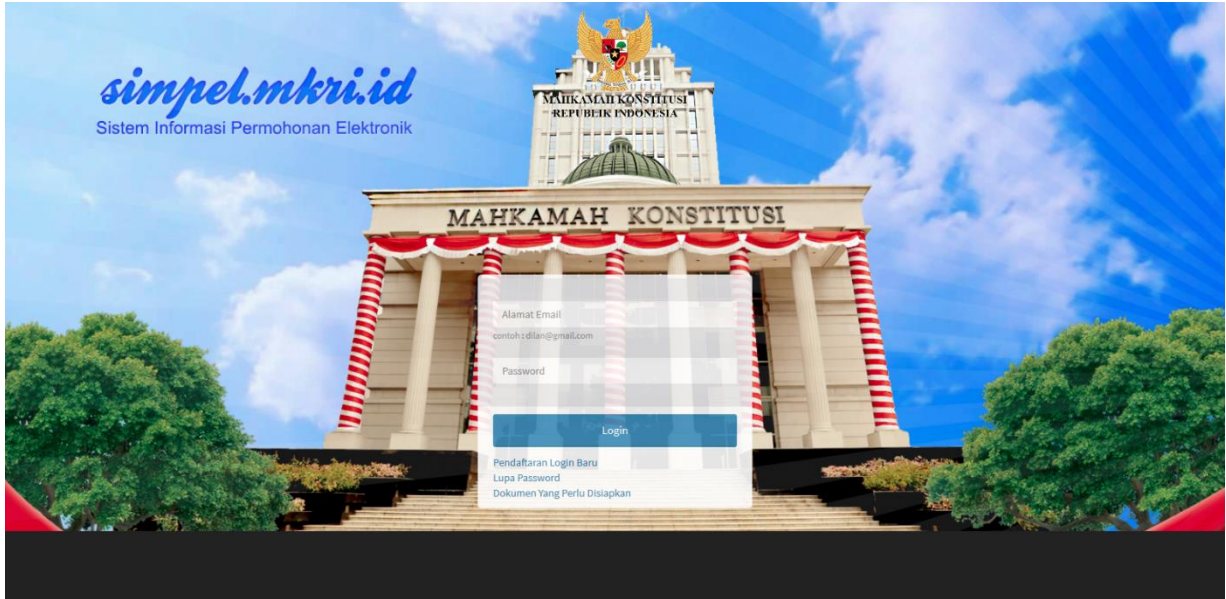 simpel.mkri.id
Sistem Informasi Permohonan Elektronik
MAHKAMAH KONSTITUSI
REPUBLIK INDONESIA
MAHKAMAH KONSTITUSI
Alamat Email
contoh : dilan@gmail.com
Password
Login
Pendaftaran Login Baru
Lupa Password
Dokumen Yang Perlu Disiapkan